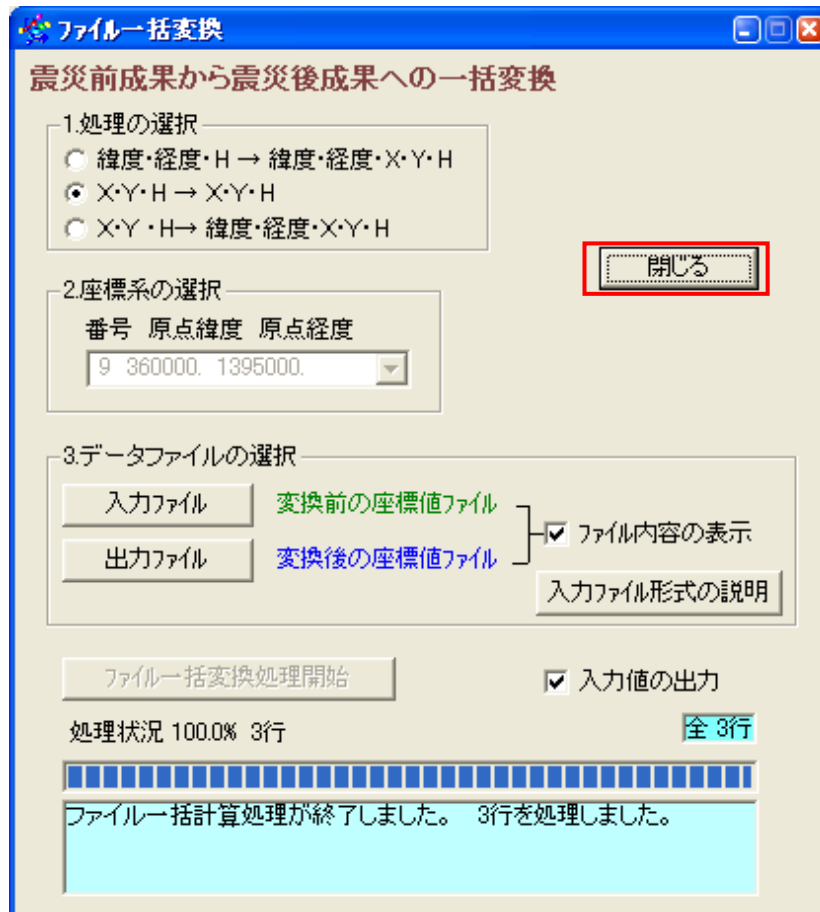 ファイル一括変換
震災前成果から震災後成果への一括変換
1.処理の選択
緯度・経度・H → 緯度・経度・X・Y・H
X・Y・H → X・Y・H
X・Y ・H→ 緯度・経度・X・Y・H
閉じる
2.座標系の選択
番号 原点緯度 原点経度
9 360000. 1395000.
3.データファイルの選択
入力ファイル 変換前の座標値ファイル
ファイル内容の表示
出力ファイル 変換後の座標値ファイル
入力ファイル形式の説明
ファイル一括変換処理開始 入力値の出力
処理状況 100.0% 3行 全 3行
ファイル一括計算処理が終了しました。 3行を処理しました。